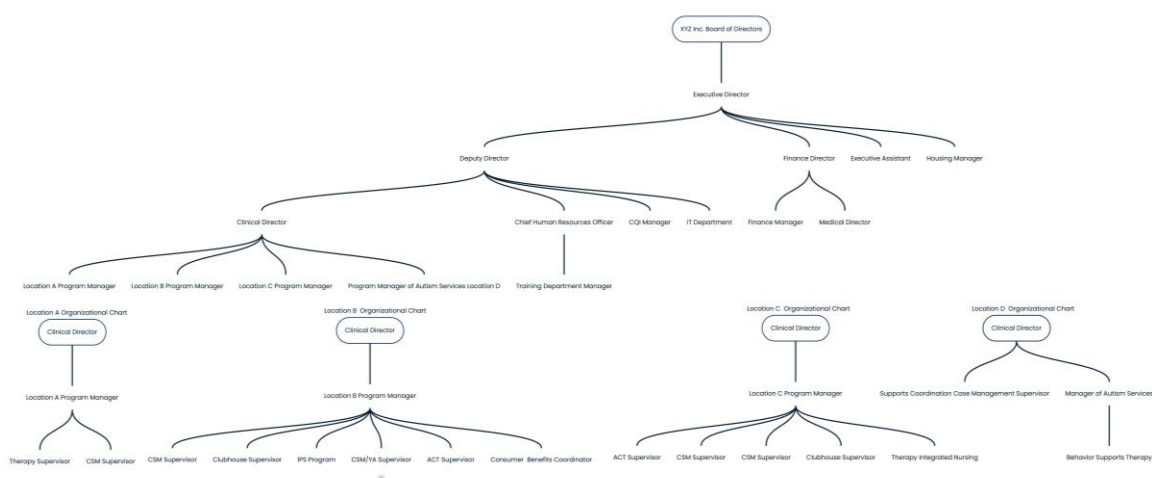 XYZ Inc. Board of Directors
Executive Director
Deputy Director
Finance Director
Executive Assistant
Housing Manager
Clinical Director
Chief Human Resources Officer
CQI Manager
IT Department
Finance Manager
Medical Director
Location A Program Manager
Location B Program Manager
Location C Program Manager
Program Manager of Autism Services Location D
Training Department Manager
Location A Organizational Chart
Clinical Director
Location A Program Manager
Therapy Supervisor
CSM Supervisor
Location B Organizational Chart
Clinical Director
Location B Program Manager
CSM Supervisor
Clubhouse Supervisor
IPS Program
CSM/YA Supervisor
ACT Supervisor
Consumer Benefits Coordinator
Location C Organizational Chart
Clinical Director
Location C Program Manager
ACT Supervisor
CSM Supervisor
CSM Supervisor
Clubhouse Supervisor
Therapy Integrated Nursing
Location D Organizational Chart
Clinical Director
Supports Coordination Case Management Supervisor
Manager of Autism Services
Behavior Supports Therapy